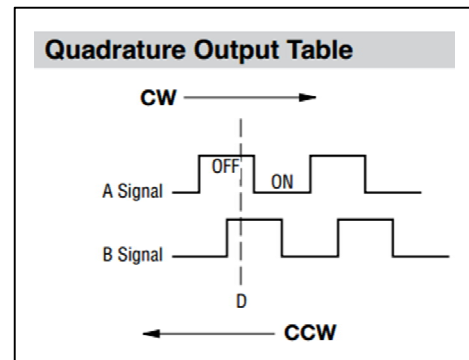 Quadrature Output Table
CW
OFF
ON
A Signal
B Signal
D
CCW